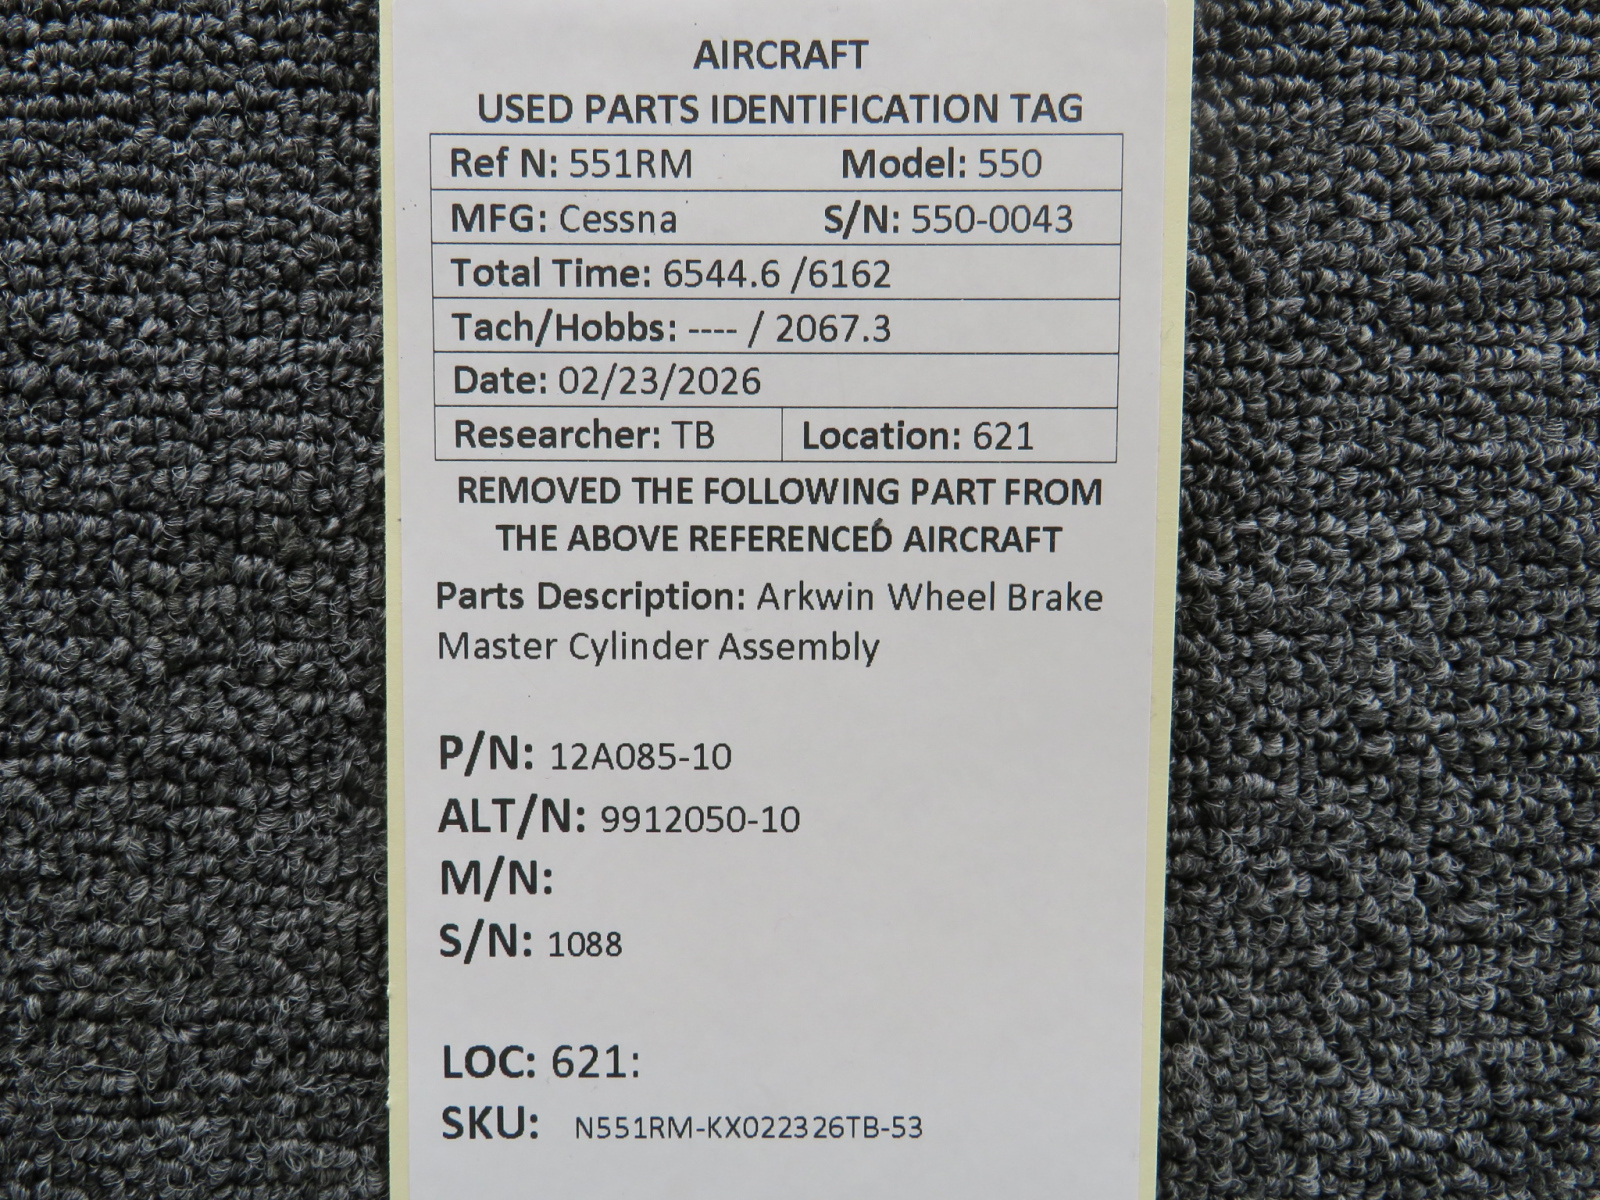 AIRCRAFT
USED PARTS IDENTIFICATION TAG
Ref N: 551RM Model: 550
MFG: Cessna S/N: 550-0043
Total Time: 6544.6 /6162
Tach/Hobbs: ---- / 2067.3
Date: 02/23/2026
Researcher: TB Location: 621
REMOVED THE FOLLOWING PART FROM
THE ABOVE REFERENCED AIRCRAFT
Parts Description: Arkwin Wheel Brake
Master Cylinder Assembly
P/N: 12A085-10
ALT/N: 9912050-10
M/N:
S/N: 1088
LOC: 621:
SKU: N551RM-KX022326TB-53